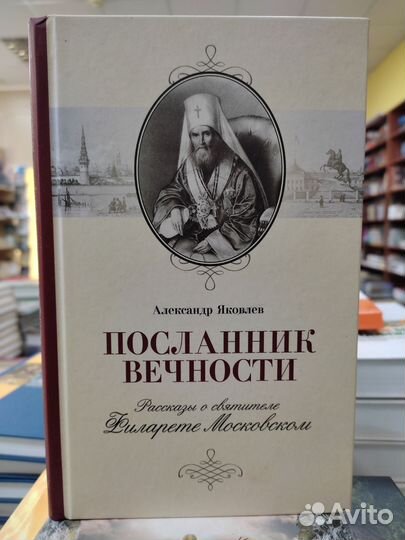 Александр Яковлев
ПОСЛАННИК
ВЕЧНОСТИ
Рассказы о святителе
Филарете Московском
Avito